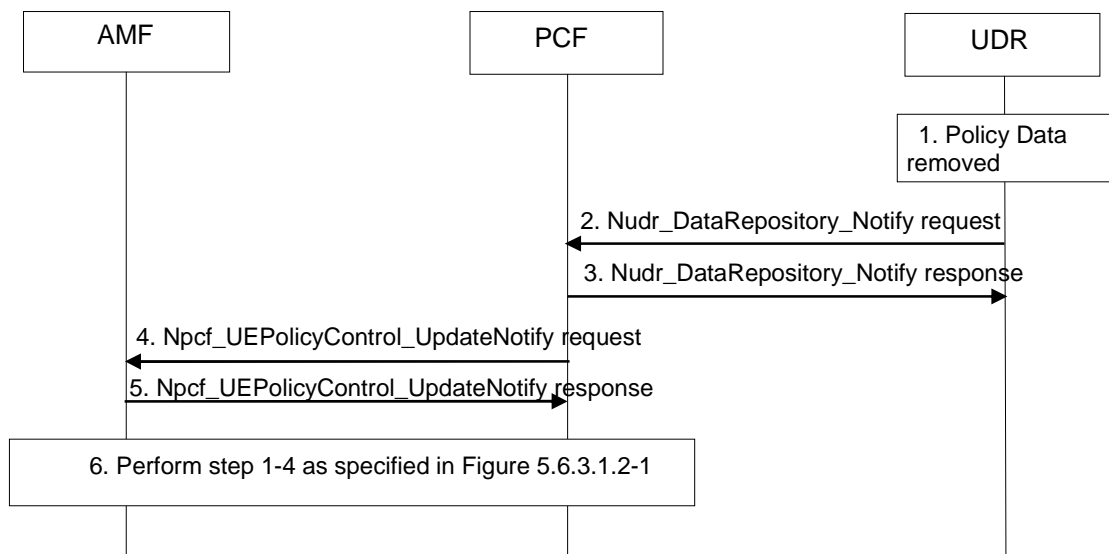 AMF
PCF
UDR
1. Policy Data
removed
2. Nudr_DataRepository_Notify request
3. Nudr_DataRepository_Notify response
4. Npcf_UEPolicyControl_UpdateNotify request
5. Npcf_UEPolicyControl_UpdateNotify response
6. Perform step 1-4 as specified in Figure 5.6.3.1.2-1